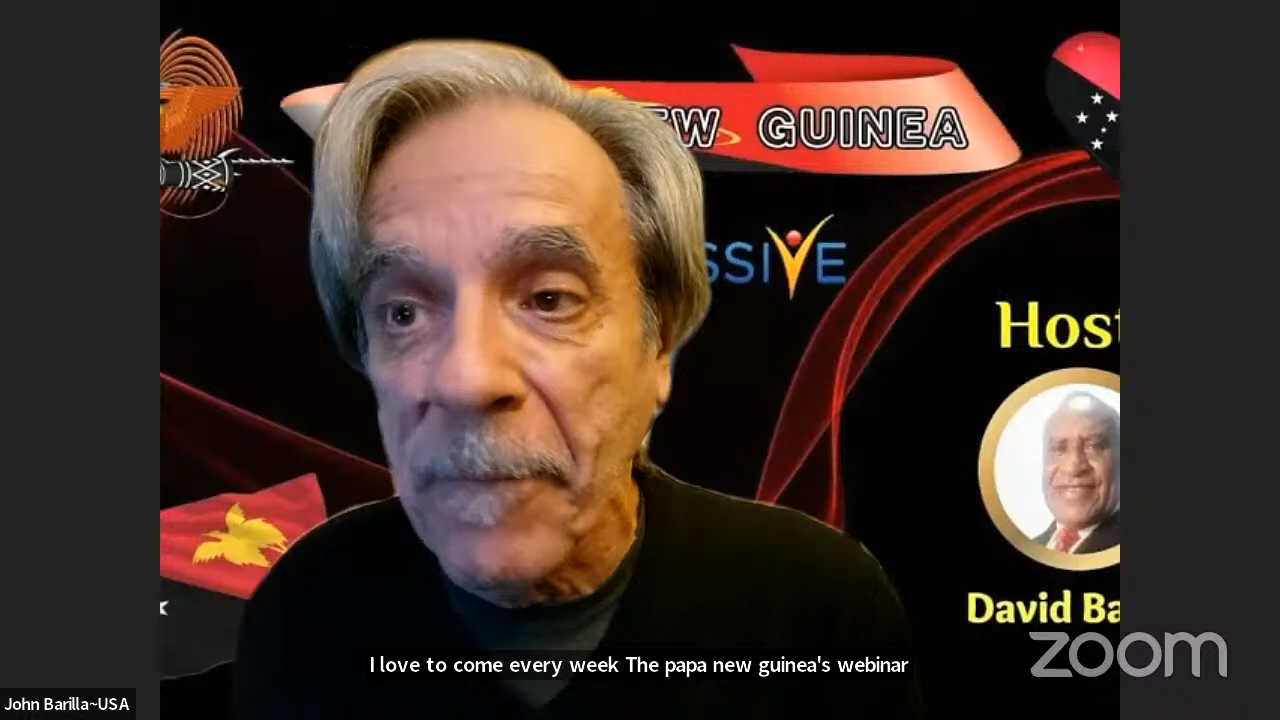 EW GUINEA
SSIVE
Host
David Ba
I love to come every week The papa new guinea's webinar
zoom
John Barilla~USA